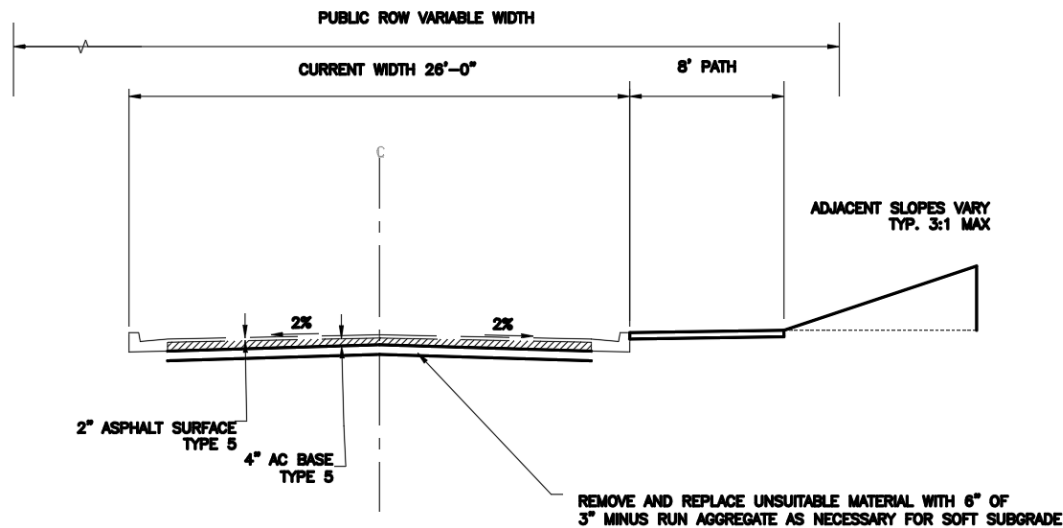 PUBLIC ROW VARIABLE WIDTH
CURRENT WIDTH 26'-0"
8' PATH
C
ADJACENT SLOPES VARY
TYP. 3:1 MAX
2%
2%
2" ASPHALT SURFACE
TYPE 5
4" AC BASE
TYPE 5
REMOVE AND REPLACE UNSUITABLE MATERIAL WITH 6" OF
3" MINUS RUN AGGREGATE AS NECESSARY FOR SOFT SUBGRADE